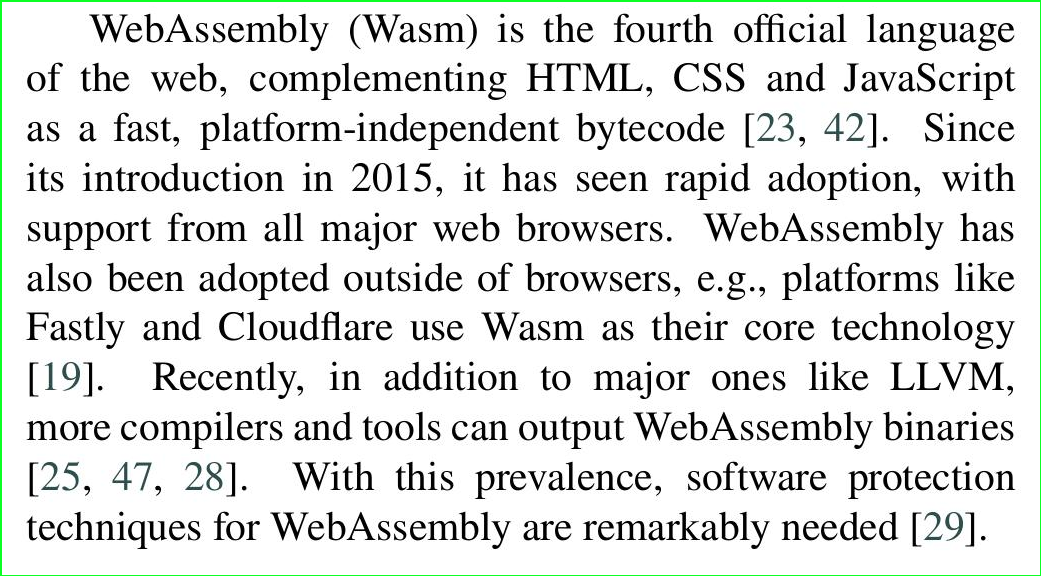 WebAssembly (Wasm) is the fourth official language
of the web, complementing HTML, CSS and JavaScript
as a fast, platform-independent bytecode [23, 42]. Since
its introduction in 2015, it has seen rapid adoption, with
support from all major web browsers. WebAssembly has
also been adopted outside of browsers, e.g., platforms like
Fastly and Cloudflare use Wasm as their core technology
[19]. Recently, in addition to major ones like LLVM,
more compilers and tools can output WebAssembly binaries
[25, 47, 28]. With this prevalence, software protection
techniques for WebAssembly are remarkably needed [29].